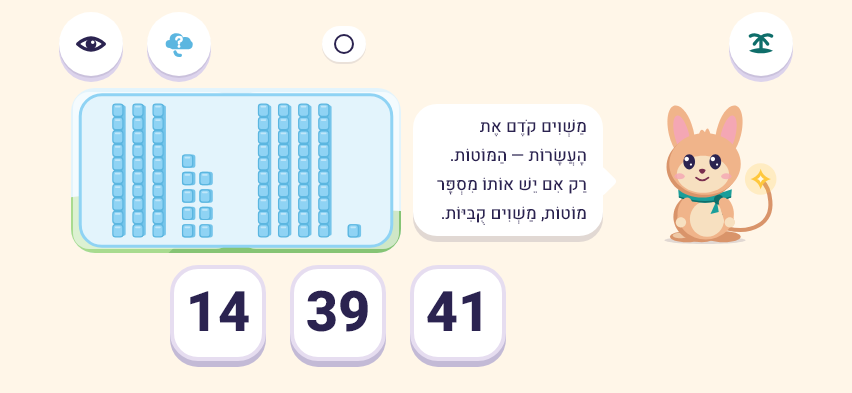 ?
מַשְׁוִים קֹדֶם אֶת
הָעֲשָׂרוֹת – הַמּוֹטוֹת.
רַק אִם יֵשׁ אוֹתוֹ מִסְפַּר
מוֹטוֹת, מַשְׁוִים קֻבִּיּוֹת.
14 39 41